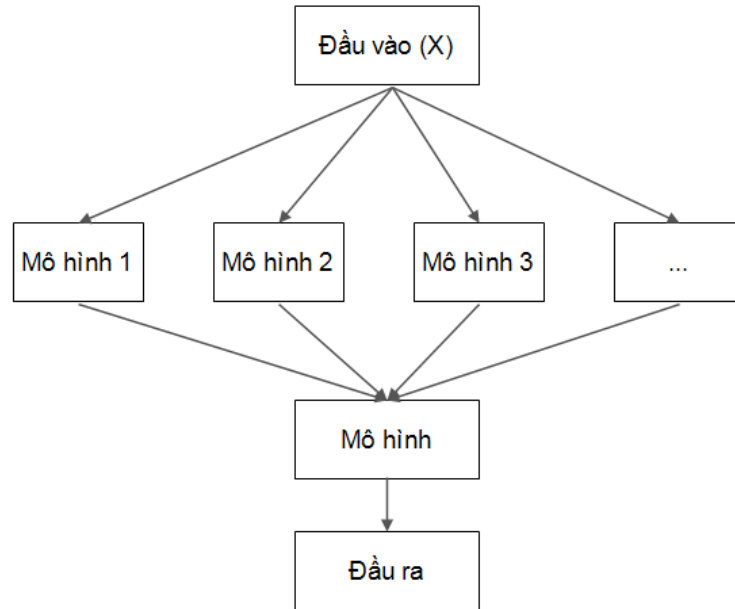 Đầu vào (X)
Mô hình 1
Mô hình 2
Mô hình 3
...
Mô hình
Đầu ra